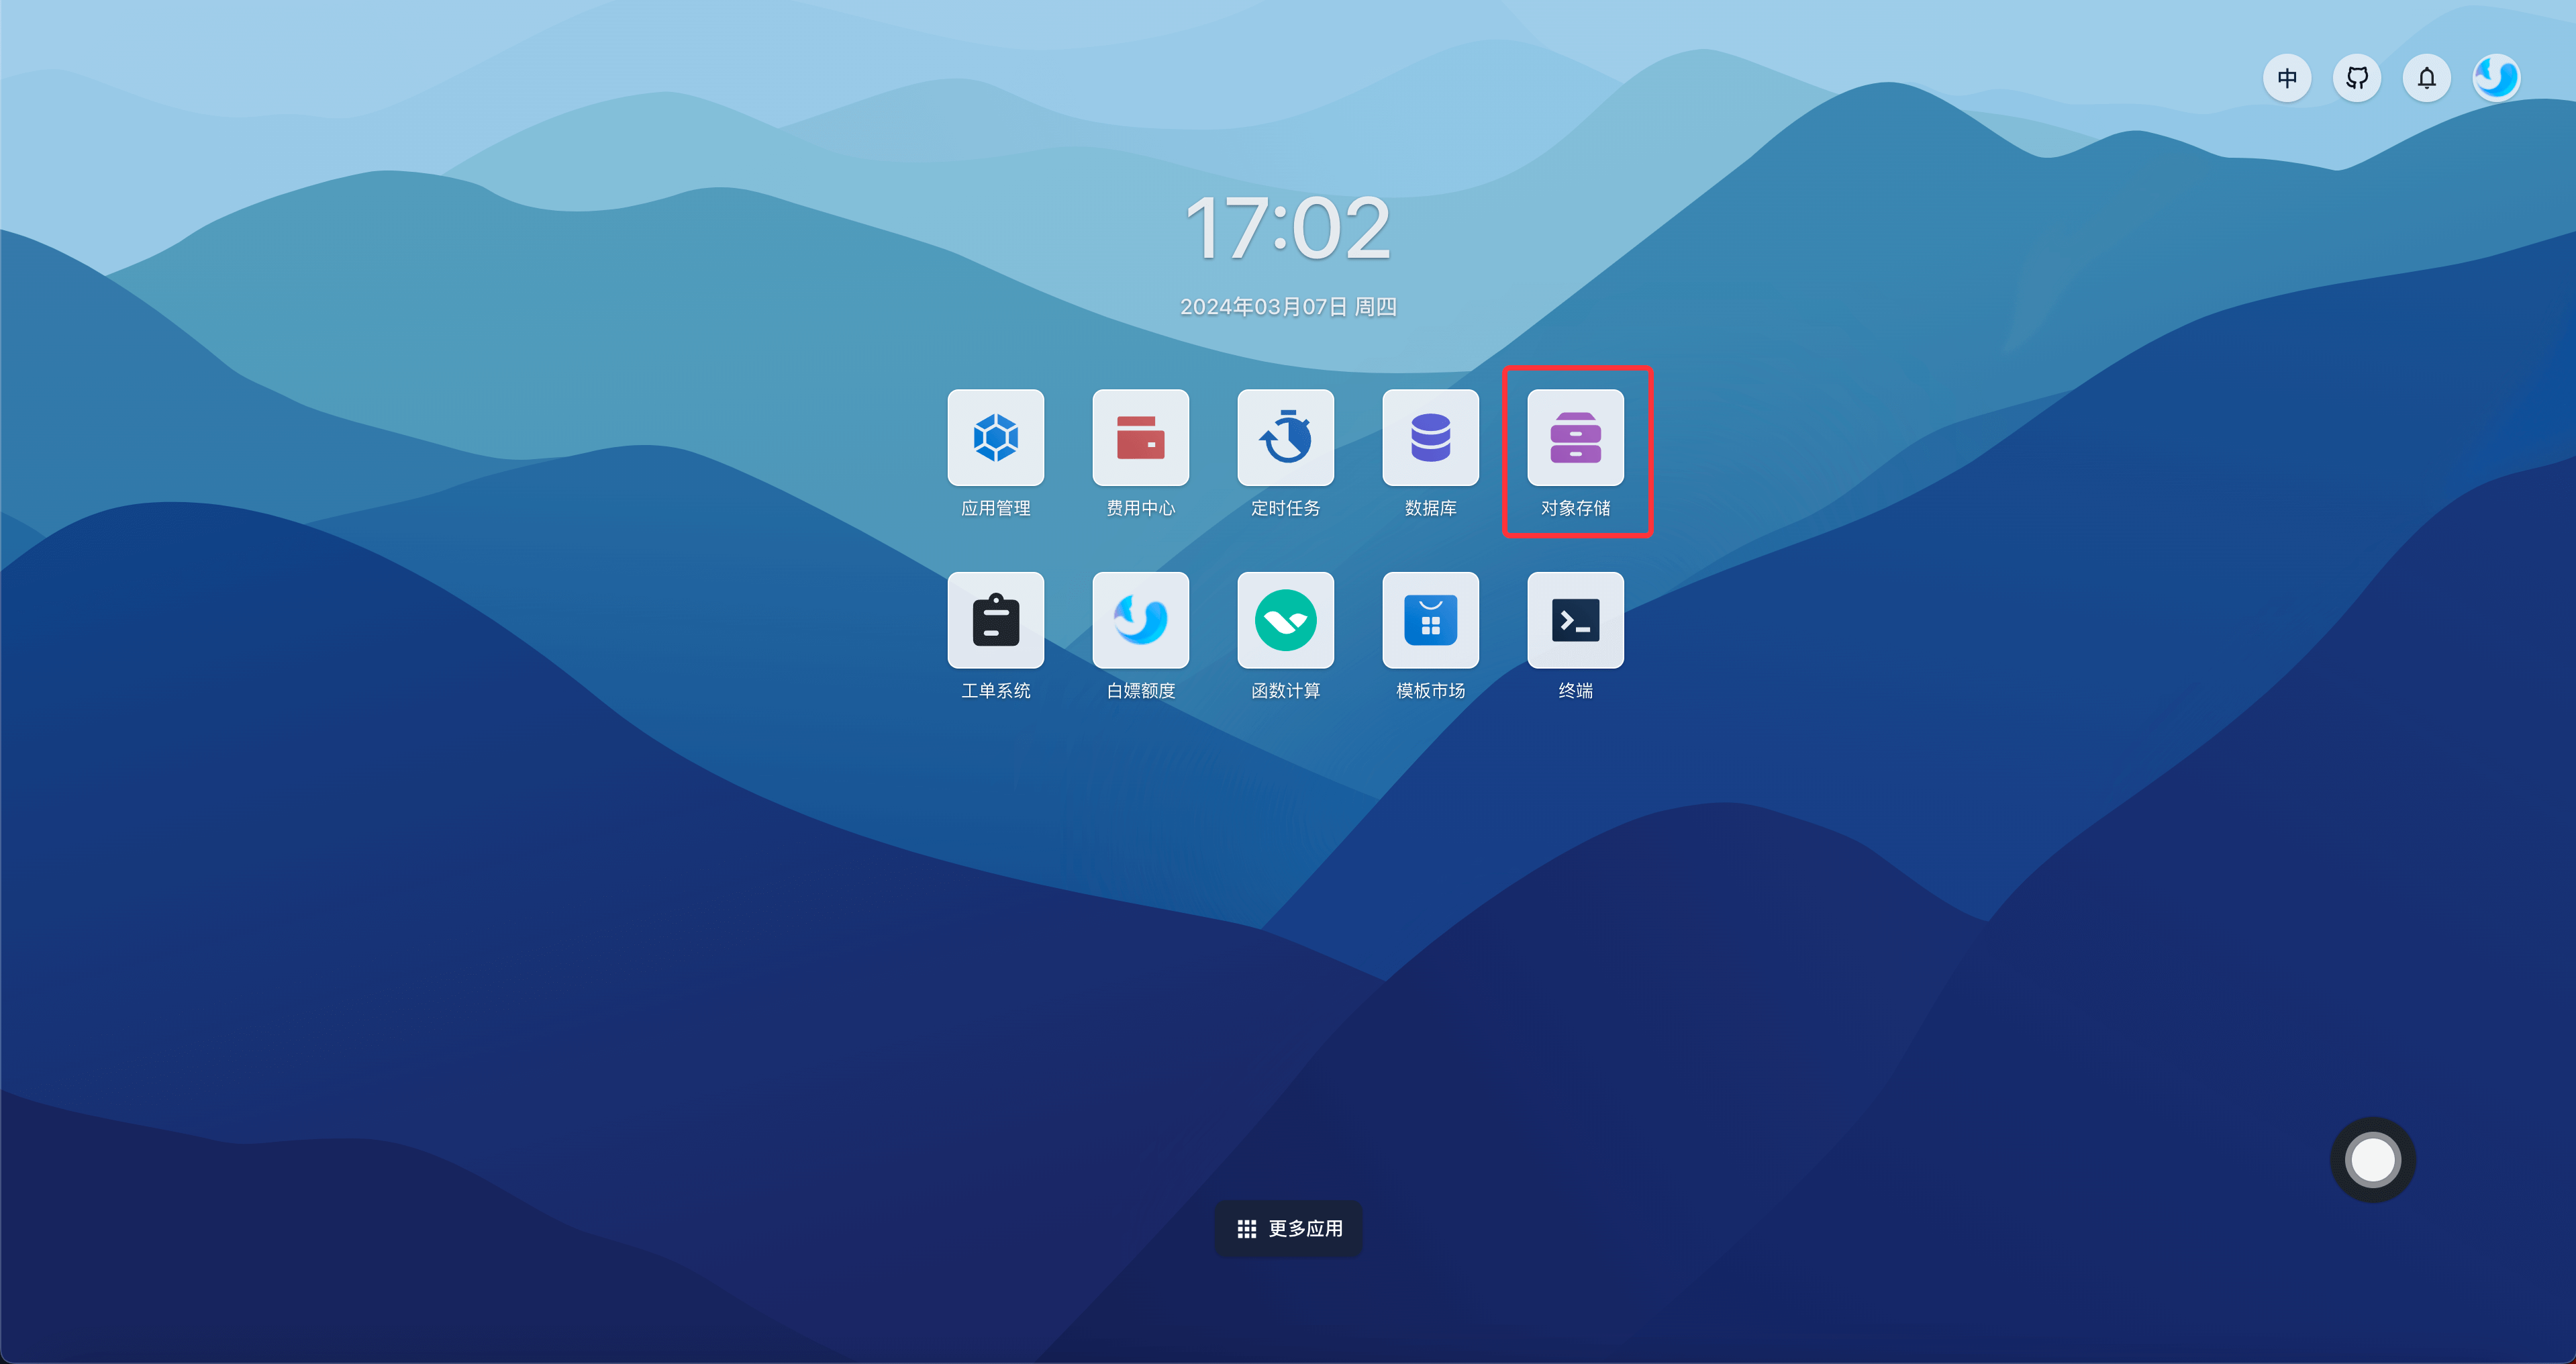 中
17:02
2024年03月07日 周四
应用管理 费用中心 定时任务 数据库 对象存储
工单系统 白嫖额度 函数计算 模板市场 终端
更多应用